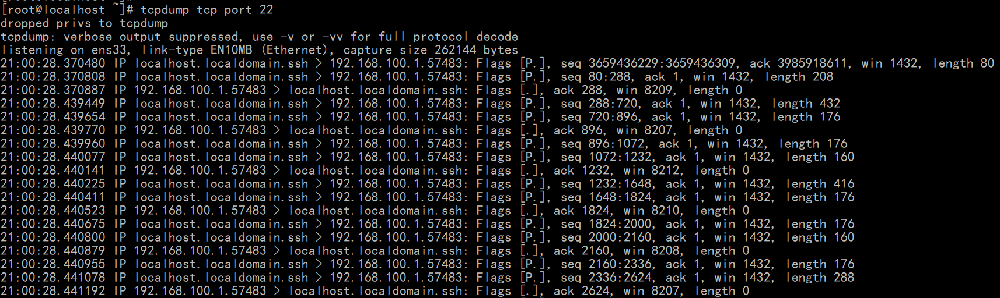 [root@localhost ~]# tcpdump tcp port 22
dropped privs to tcpdump
tcpdump: verbose output suppressed, use -v or -vv for full protocol decode
listening on ens33, link-type EN10MB (Ethernet), capture size 262144 bytes
21:00:28.370480 IP localhost.localdomain.ssh > 192.168.100.1.57483: Flags [P.], seq 3659436229:3659436309, ack 3985918611, win 1432, length 80
21:00:28.370808 IP localhost.localdomain.ssh > 192.168.100.1.57483: Flags [P.], seq 80:288, ack 1, win 1432, length 208
21:00:28.370887 IP 192.168.100.1.57483 > localhost.localdomain.ssh: Flags [.], ack 288, win 8209, length 0
21:00:28.439449 IP localhost.localdomain.ssh > 192.168.100.1.57483: Flags [P.], seq 288:720, ack 1, win 1432, length 432
21:00:28.439654 IP localhost.localdomain.ssh > 192.168.100.1.57483: Flags [P.], seq 720:896, ack 1, win 1432, length 176
21:00:28.439770 IP 192.168.100.1.57483 > localhost.localdomain.ssh: Flags [.], ack 896, win 8207, length 0
21:00:28.439960 IP localhost.localdomain.ssh > 192.168.100.1.57483: Flags [P.], seq 896:1072, ack 1, win 1432, length 176
21:00:28.440077 IP localhost.localdomain.ssh > 192.168.100.1.57483: Flags [P.], seq 1072:1232, ack 1, win 1432, length 160
21:00:28.440141 IP 192.168.100.1.57483 > localhost.localdomain.ssh: Flags [.], ack 1232, win 8212, length 0
21:00:28.440225 IP localhost.localdomain.ssh > 192.168.100.1.57483: Flags [P.], seq 1232:1648, ack 1, win 1432, length 416
21:00:28.440411 IP localhost.localdomain.ssh > 192.168.100.1.57483: Flags [P.], seq 1648:1824, ack 1, win 1432, length 176
21:00:28.440523 IP 192.168.100.1.57483 > localhost.localdomain.ssh: Flags [.], ack 1824, win 8210, length 0
21:00:28.440675 IP localhost.localdomain.ssh > 192.168.100.1.57483: Flags [P.], seq 1824:2000, ack 1, win 1432, length 176
21:00:28.440800 IP localhost.localdomain.ssh > 192.168.100.1.57483: Flags [P.], seq 2000:2160, ack 1, win 1432, length 160
21:00:28.440879 IP 192.168.100.1.57483 > localhost.localdomain.ssh: Flags [.], ack 2160, win 8208, length 0
21:00:28.440955 IP localhost.localdomain.ssh > 192.168.100.1.57483: Flags [P.], seq 2160:2336, ack 1, win 1432, length 176
21:00:28.441078 IP localhost.localdomain.ssh > 192.168.100.1.57483: Flags [P.], seq 2336:2624, ack 1, win 1432, length 288
21:00:28.441192 IP 192.168.100.1.57483 > localhost.localdomain.ssh: Flags [.], ack 2624, win 8207, length 0